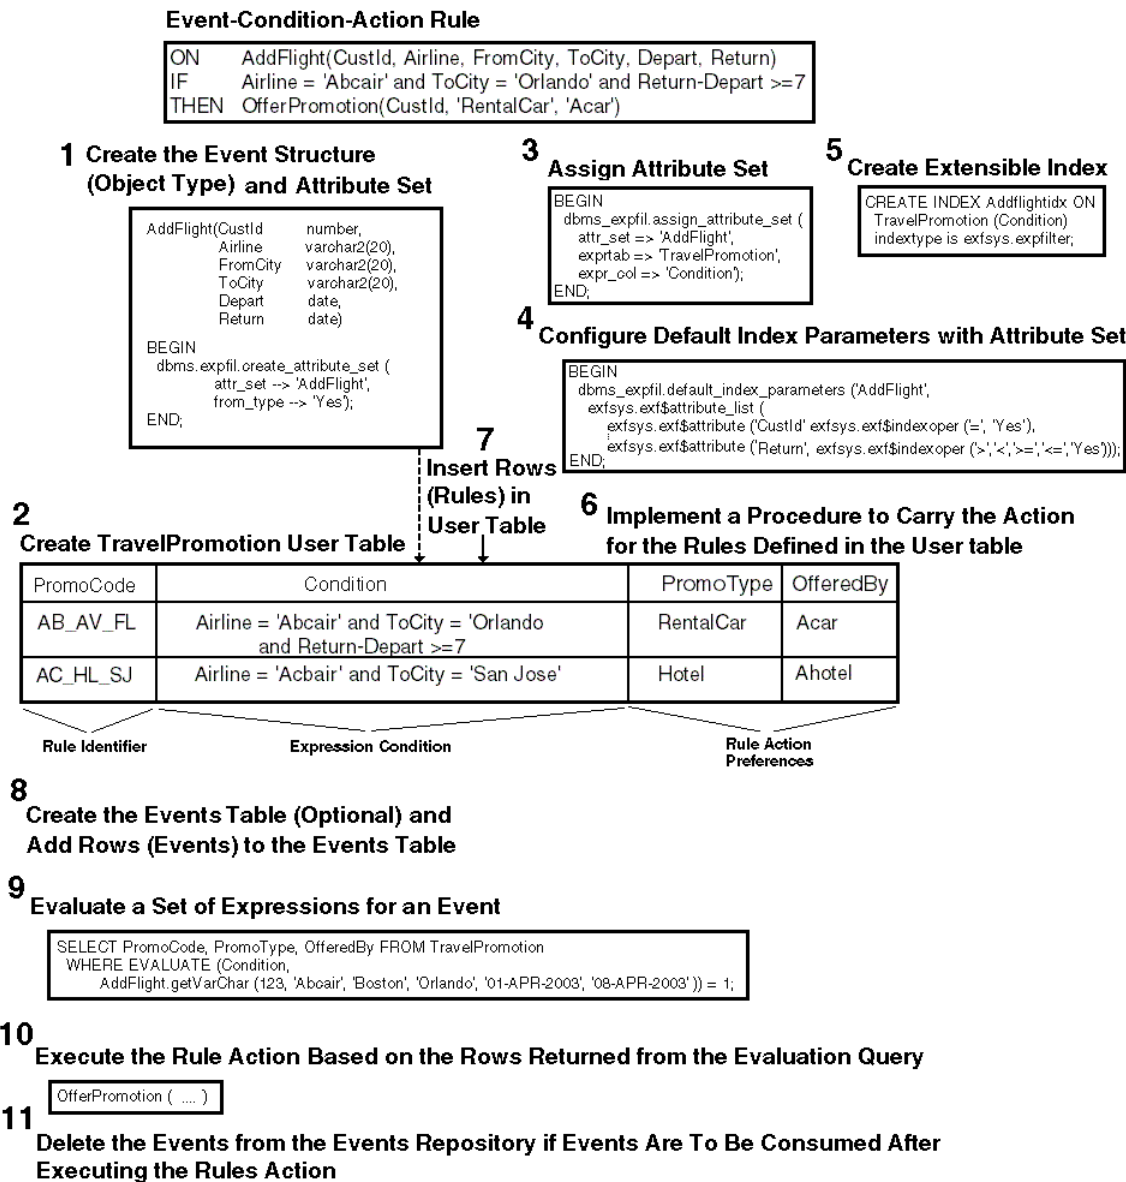 Event-Condition-Action Rule
ON AddFlight(CustId, Airline, FromCity, ToCity, Depart, Return)
IF Airline = 'Abcair' and ToCity = 'Orlando' and Return-Depart >=7
THEN OfferPromotion(CustId, 'RentalCar', 'Acar')
1 Create the Event Structure
(Object Type) and Attribute Set
AddFlight(CustId number,
Airline varchar2(20),
FromCity varchar2(20),
ToCity varchar2(20),
Depart date,
Return date)
BEGIN
dbms.expfil.create_attribute_set (
attr_set --> 'AddFlight',
from_type --> 'Yes');
END;
3 Assign Attribute Set
BEGIN
dbms_expfil.assign_attribute_set (
attr_set => 'AddFlight',
exprtab => 'TravelPromotion',
expr_col => 'Condition');
END;
5 Create Extensible Index
CREATE INDEX Addflightidx ON
TravelPromotion (Condition)
indextype is exfsys.expfilter;
4 Configure Default Index Parameters with Attribute Set
BEGIN
dbms_expfil.default_index_parameters ('AddFlight',
exfsys.exf$attribute_list (
exfsys.exf$attribute ('CustId' exfsys.exf$indexoper ('=', 'Yes'),
exfsys.exf$attribute ('Return', exfsys.exf$indexoper ('>','<','>=','<=','Yes')));
END;
7
Insert Rows
(Rules) in
User Table
6 Implement a Procedure to Carry the Action
for the Rules Defined in the User table
2
Create TravelPromotion User Table
PromoCode Condition PromoType OfferedBy
AB_AV_FL Airline = 'Abcair' and ToCity = 'Orlando RentalCar Acar
and Return-Depart >=7
AC_HL_SJ Airline = 'Acbair' and ToCity = 'San Jose' Hotel Ahotel
Rule Identifier Expression Condition Rule Action
Preferences
8
Create the Events Table (Optional) and
Add Rows (Events) to the Events Table
9
Evaluate a Set of Expressions for an Event
SELECT PromoCode, PromoType, OfferedBy FROM TravelPromotion
WHERE EVALUATE (Condition,
AddFlight.getVarChar (123, 'Abcair', 'Boston', 'Orlando', '01-APR-2003', '08-APR-2003' )) = 1;
10
Execute the Rule Action Based on the Rows Returned from the Evaluation Query
OfferPromotion ( .... )
11
Delete the Events from the Events Repository if Events Are To Be Consumed After
Executing the Rules Action